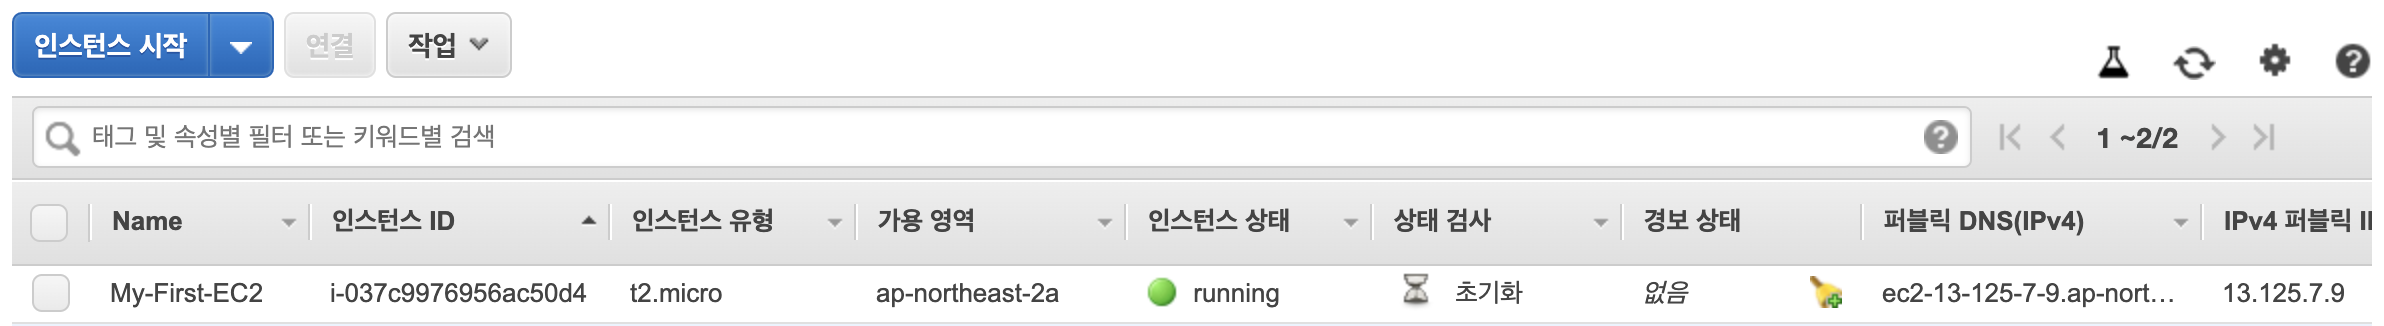 인스턴스 시작 연결 작업
태그 및 속성별 필터 또는 키워드별 검색 1 ~2/2
Name 인스턴스 ID 인스턴스 유형 가용 영역 인스턴스 상태 상태 검사 경보 상태 퍼블릭 DNS(IPv4) IPv4 퍼블릭
My-First-EC2 i-037c9976956ac50d4 t2.micro ap-northeast-2a running 초기화 없음 ec2-13-125-7-9.ap-nort… 13.125.7.9